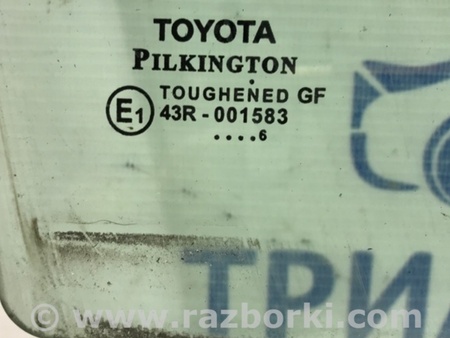 TOYOTA
PILKINGTON
TOUGHENED GF
E1 43R-001583
....6
ТРИ
© www.razborki.com